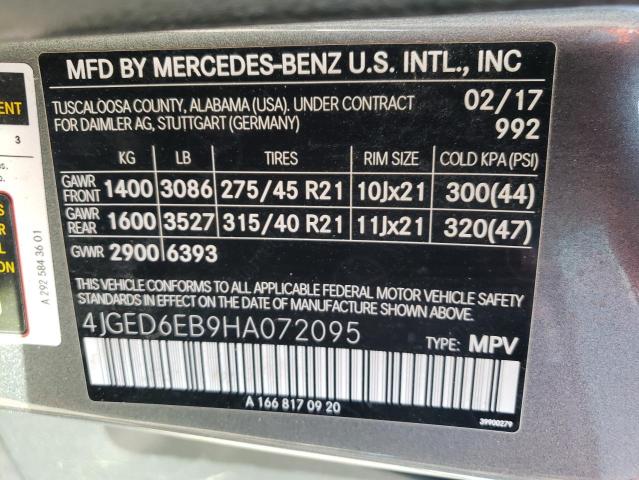 MFD BY MERCEDES-BENZ U.S. INTL., INC
TUSCALOOSA COUNTY, ALABAMA (USA). UNDER CONTRACT 02/17
FOR DAIMLER AG, STUTTGART (GERMANY) 992
KG LB TIRES RIM SIZE COLD KPA (PSI)
GAWR FRONT 1400 3086 275/45 R21 10Jx21 300(44)
GAWR REAR 1600 3527 315/40 R21 11Jx21 320(47)
GVWR 2900 6393
THIS VEHICLE CONFORMS TO ALL APPLICABLE FEDERAL MOTOR VEHICLE SAFETY
STANDARDS IN EFFECT ON THE DATE OF MANUFACTURE SHOWN ABOVE.
4JGED6EB9HA072095 TYPE: MPV
A 166 817 09 20
39900279
A 292 584 36 01
3